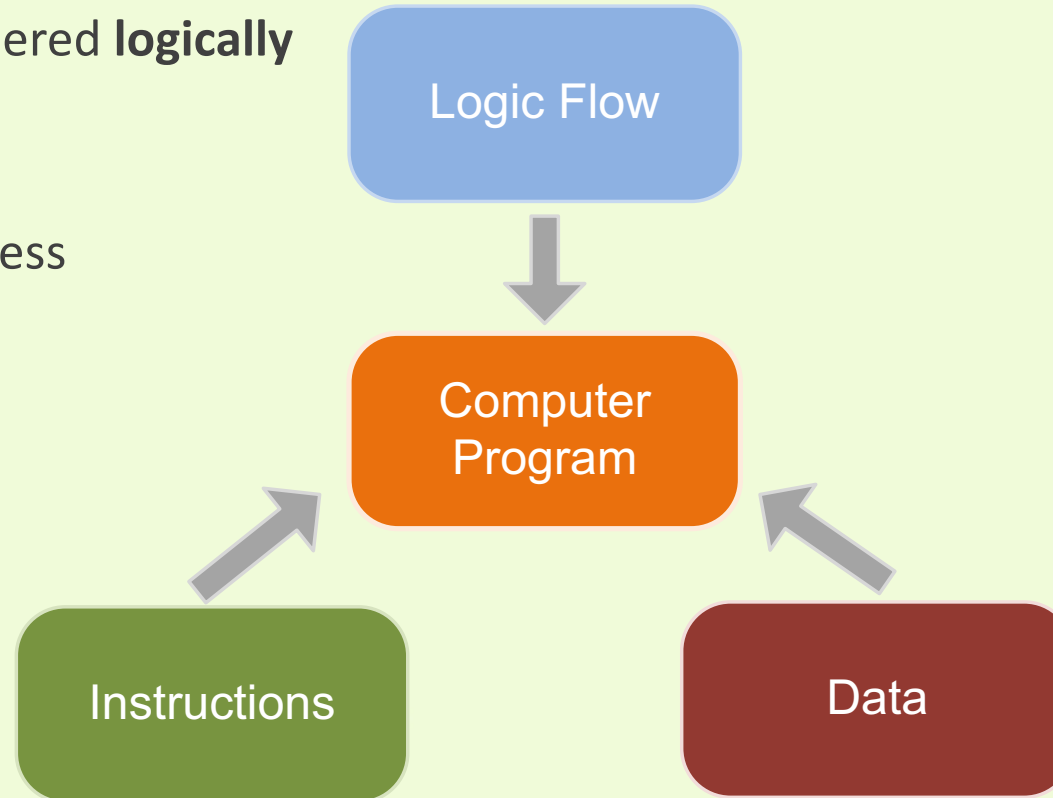 ered logically
Logic Flow
ess
Computer
Program
Instructions
Data